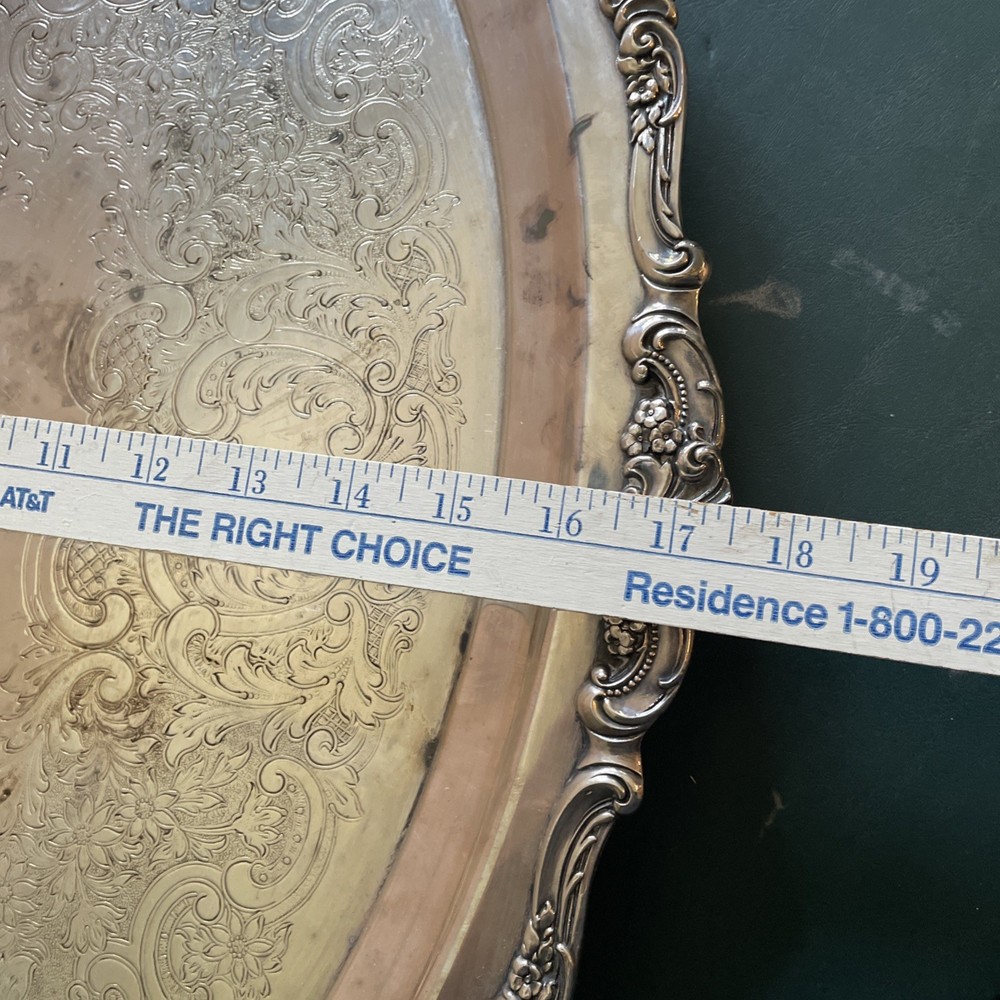 11 12 13 14 15 16 17 18 19
AT&T THE RIGHT CHOICE Residence 1-800-22